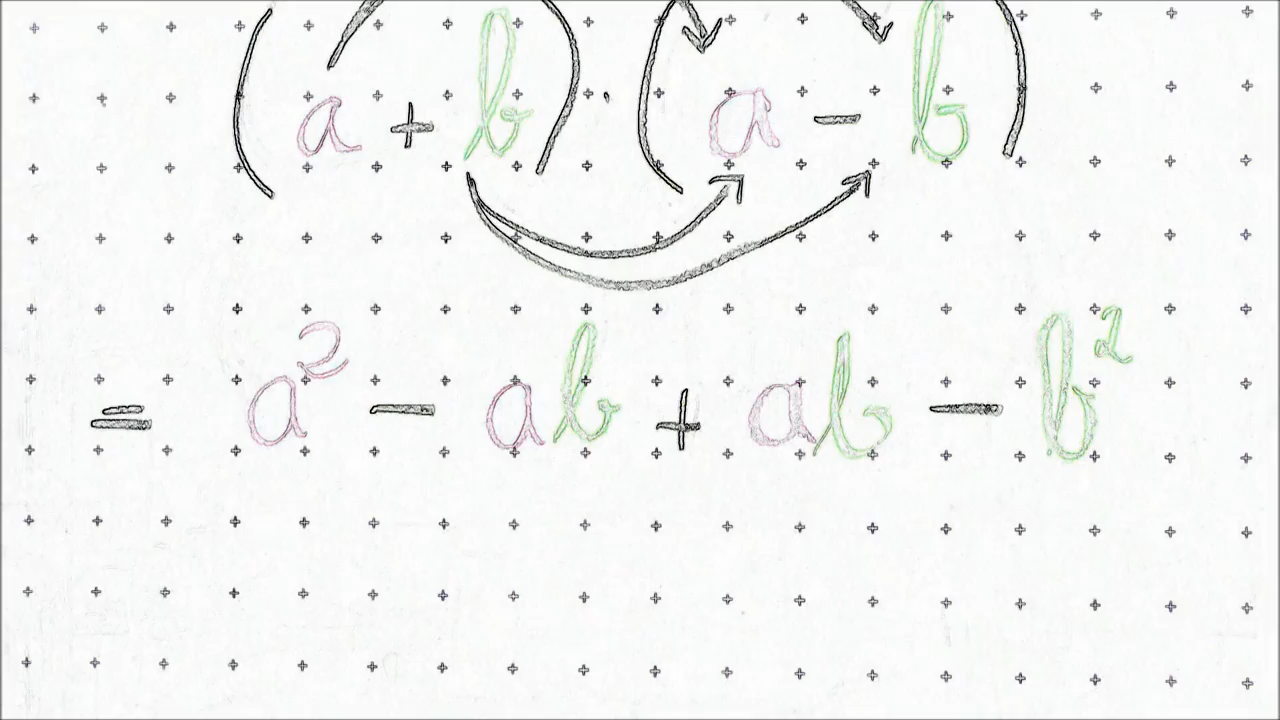 (a + b) · (a - b)
= a² - ab + ab - b²